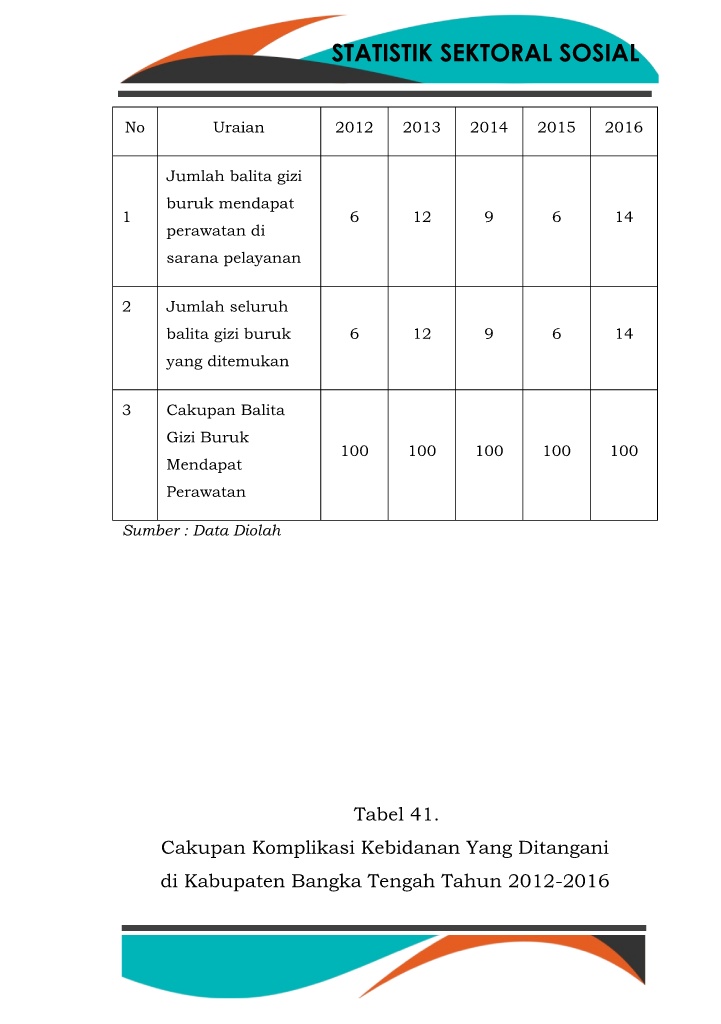 STATISTIK SEKTORAL SOSIAL
No Uraian 2012 2013 2014 2015 2016
1 Jumlah balita gizi
buruk mendapat
perawatan di
sarana pelayanan 6 12 9 6 14
2 Jumlah seluruh
balita gizi buruk
yang ditemukan 6 12 9 6 14
3 Cakupan Balita
Gizi Buruk
Mendapat
Perawatan 100 100 100 100 100
Sumber : Data Diolah
Tabel 41.
Cakupan Komplikasi Kebidanan Yang Ditangani
di Kabupaten Bangka Tengah Tahun 2012-2016